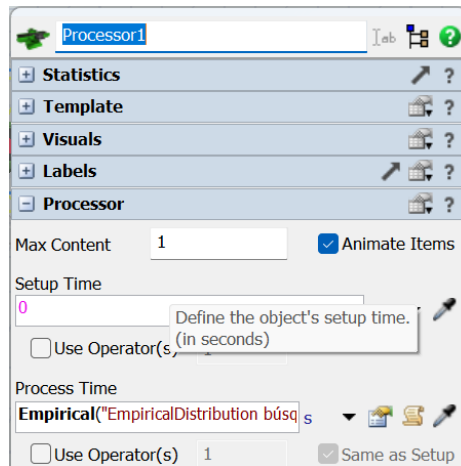 Processor1
Statistics
Template
Visuals
Labels
Processor
Max Content 1 Animate Items
Setup Time
0
Define the object's setup time.
(in seconds)
Use Operator(s) 1
Process Time
Empirical("EmpiricalDistribution búsq s
Use Operator(s) 1 Same as Setup